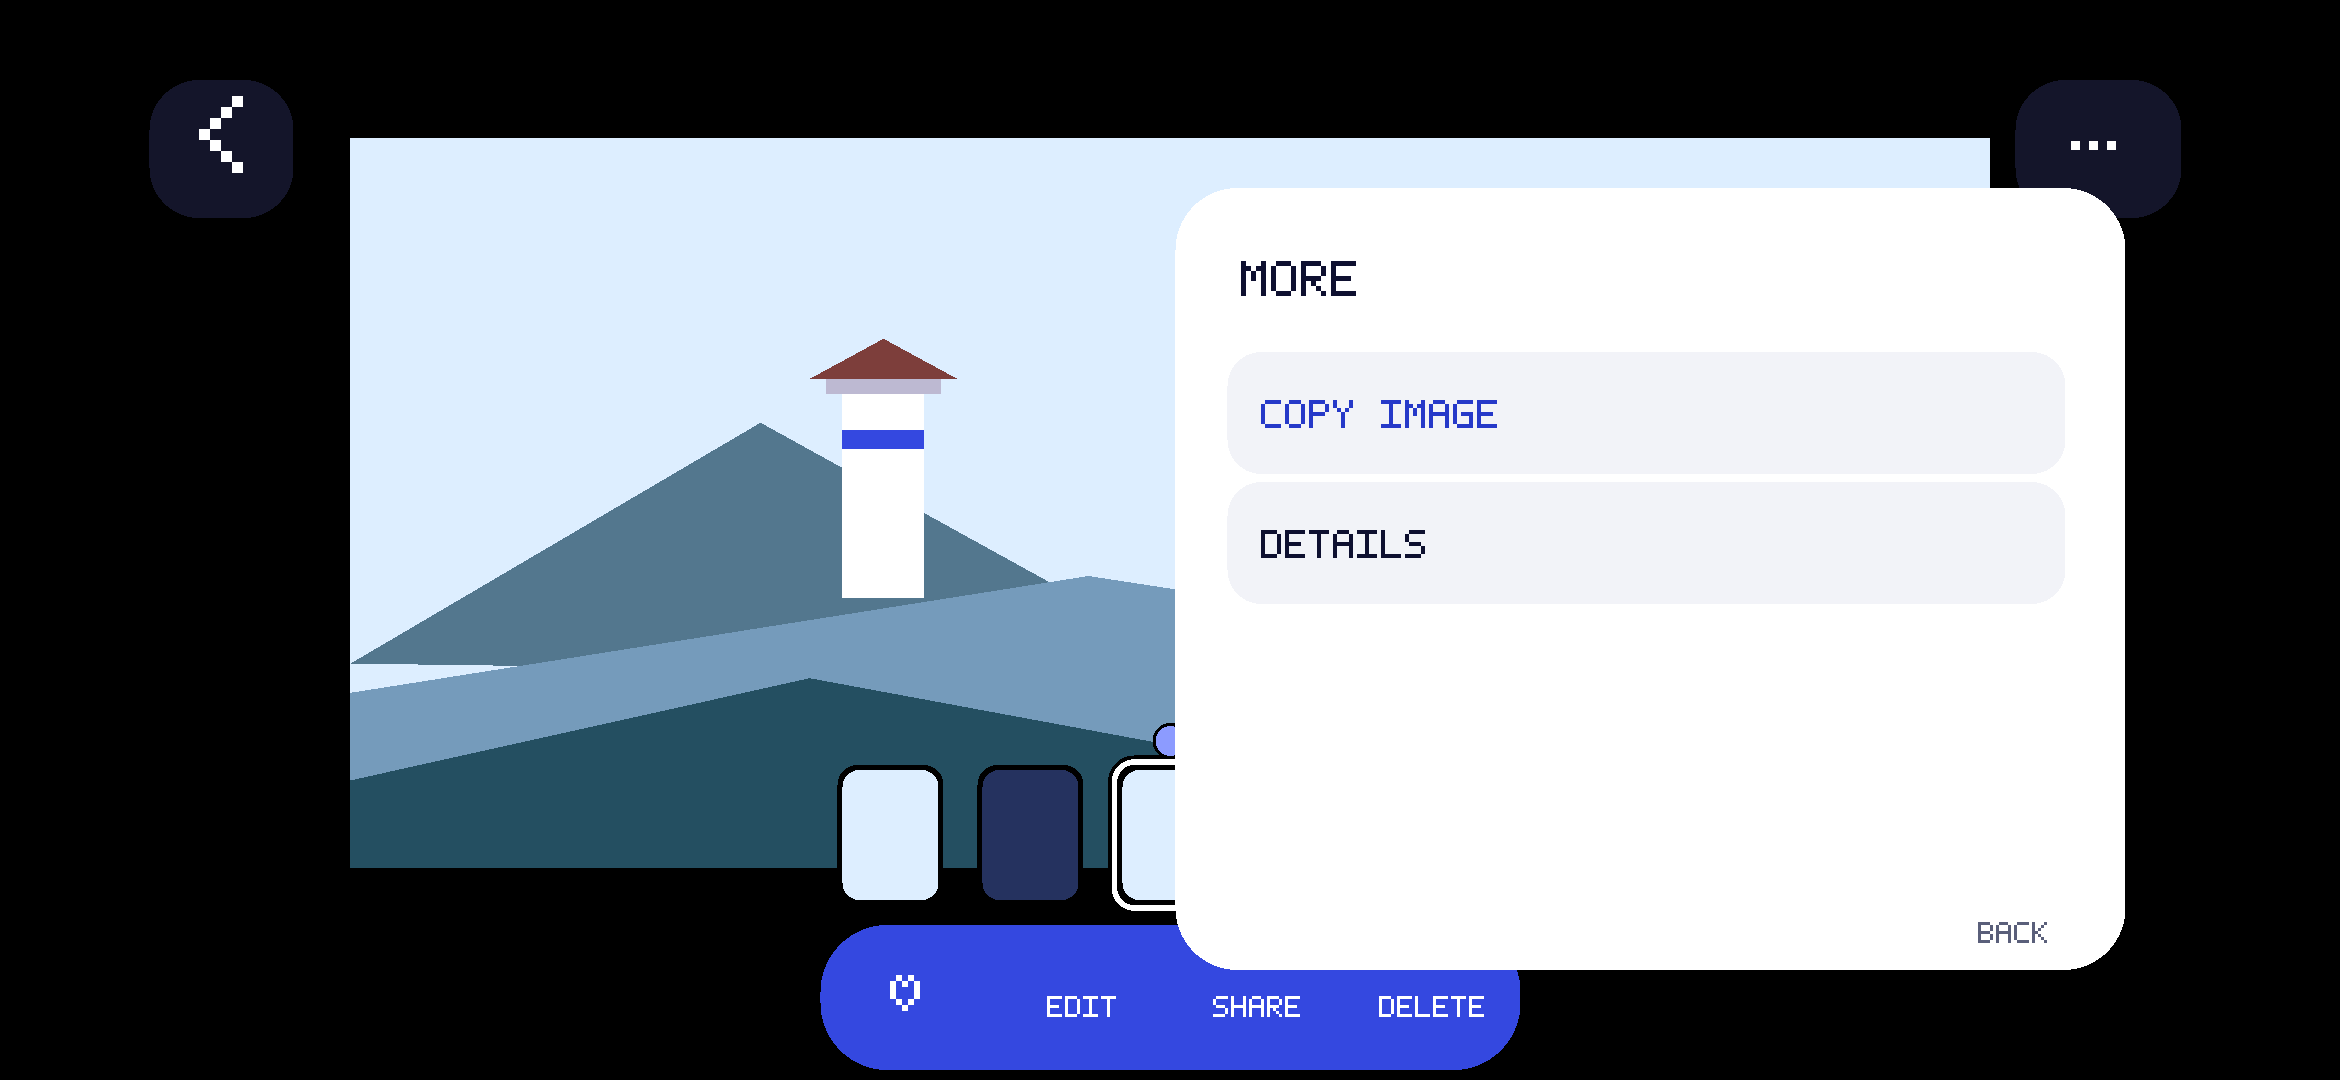 ...
MORE
COPY IMAGE
DETAILS
BACK
EDIT SHARE DELETE